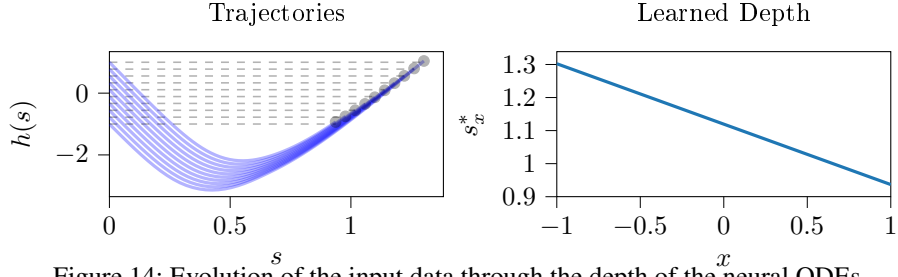 Trajectories
Learned Depth
h(s)
0
−2
0
0.5
1
s
s*x
1.3
1.2
1.1
1
0.9
−1
−0.5
0
0.5
1
x
Figure 14: Evolution of the input data through the depth of the neural ODEs